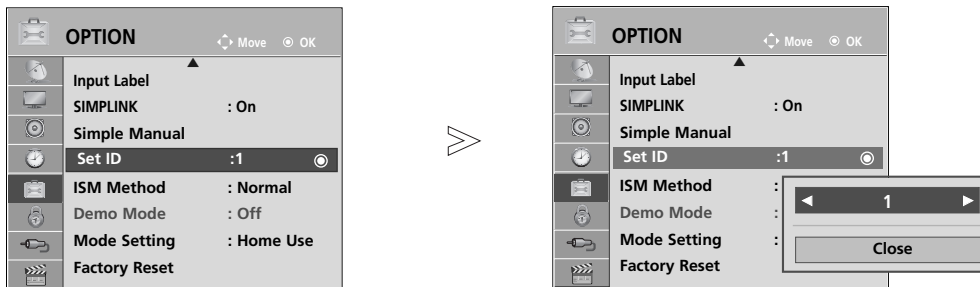 OPTION
Move OK
Input Label
SIMPLINK : On
Simple Manual
Set ID :1
ISM Method : Normal
Demo Mode : Off
Mode Setting : Home Use
Factory Reset
OPTION
Move OK
Input Label
SIMPLINK : On
Simple Manual
Set ID :1
ISM Method :
Demo Mode :
Mode Setting :
Factory Reset
1
Close